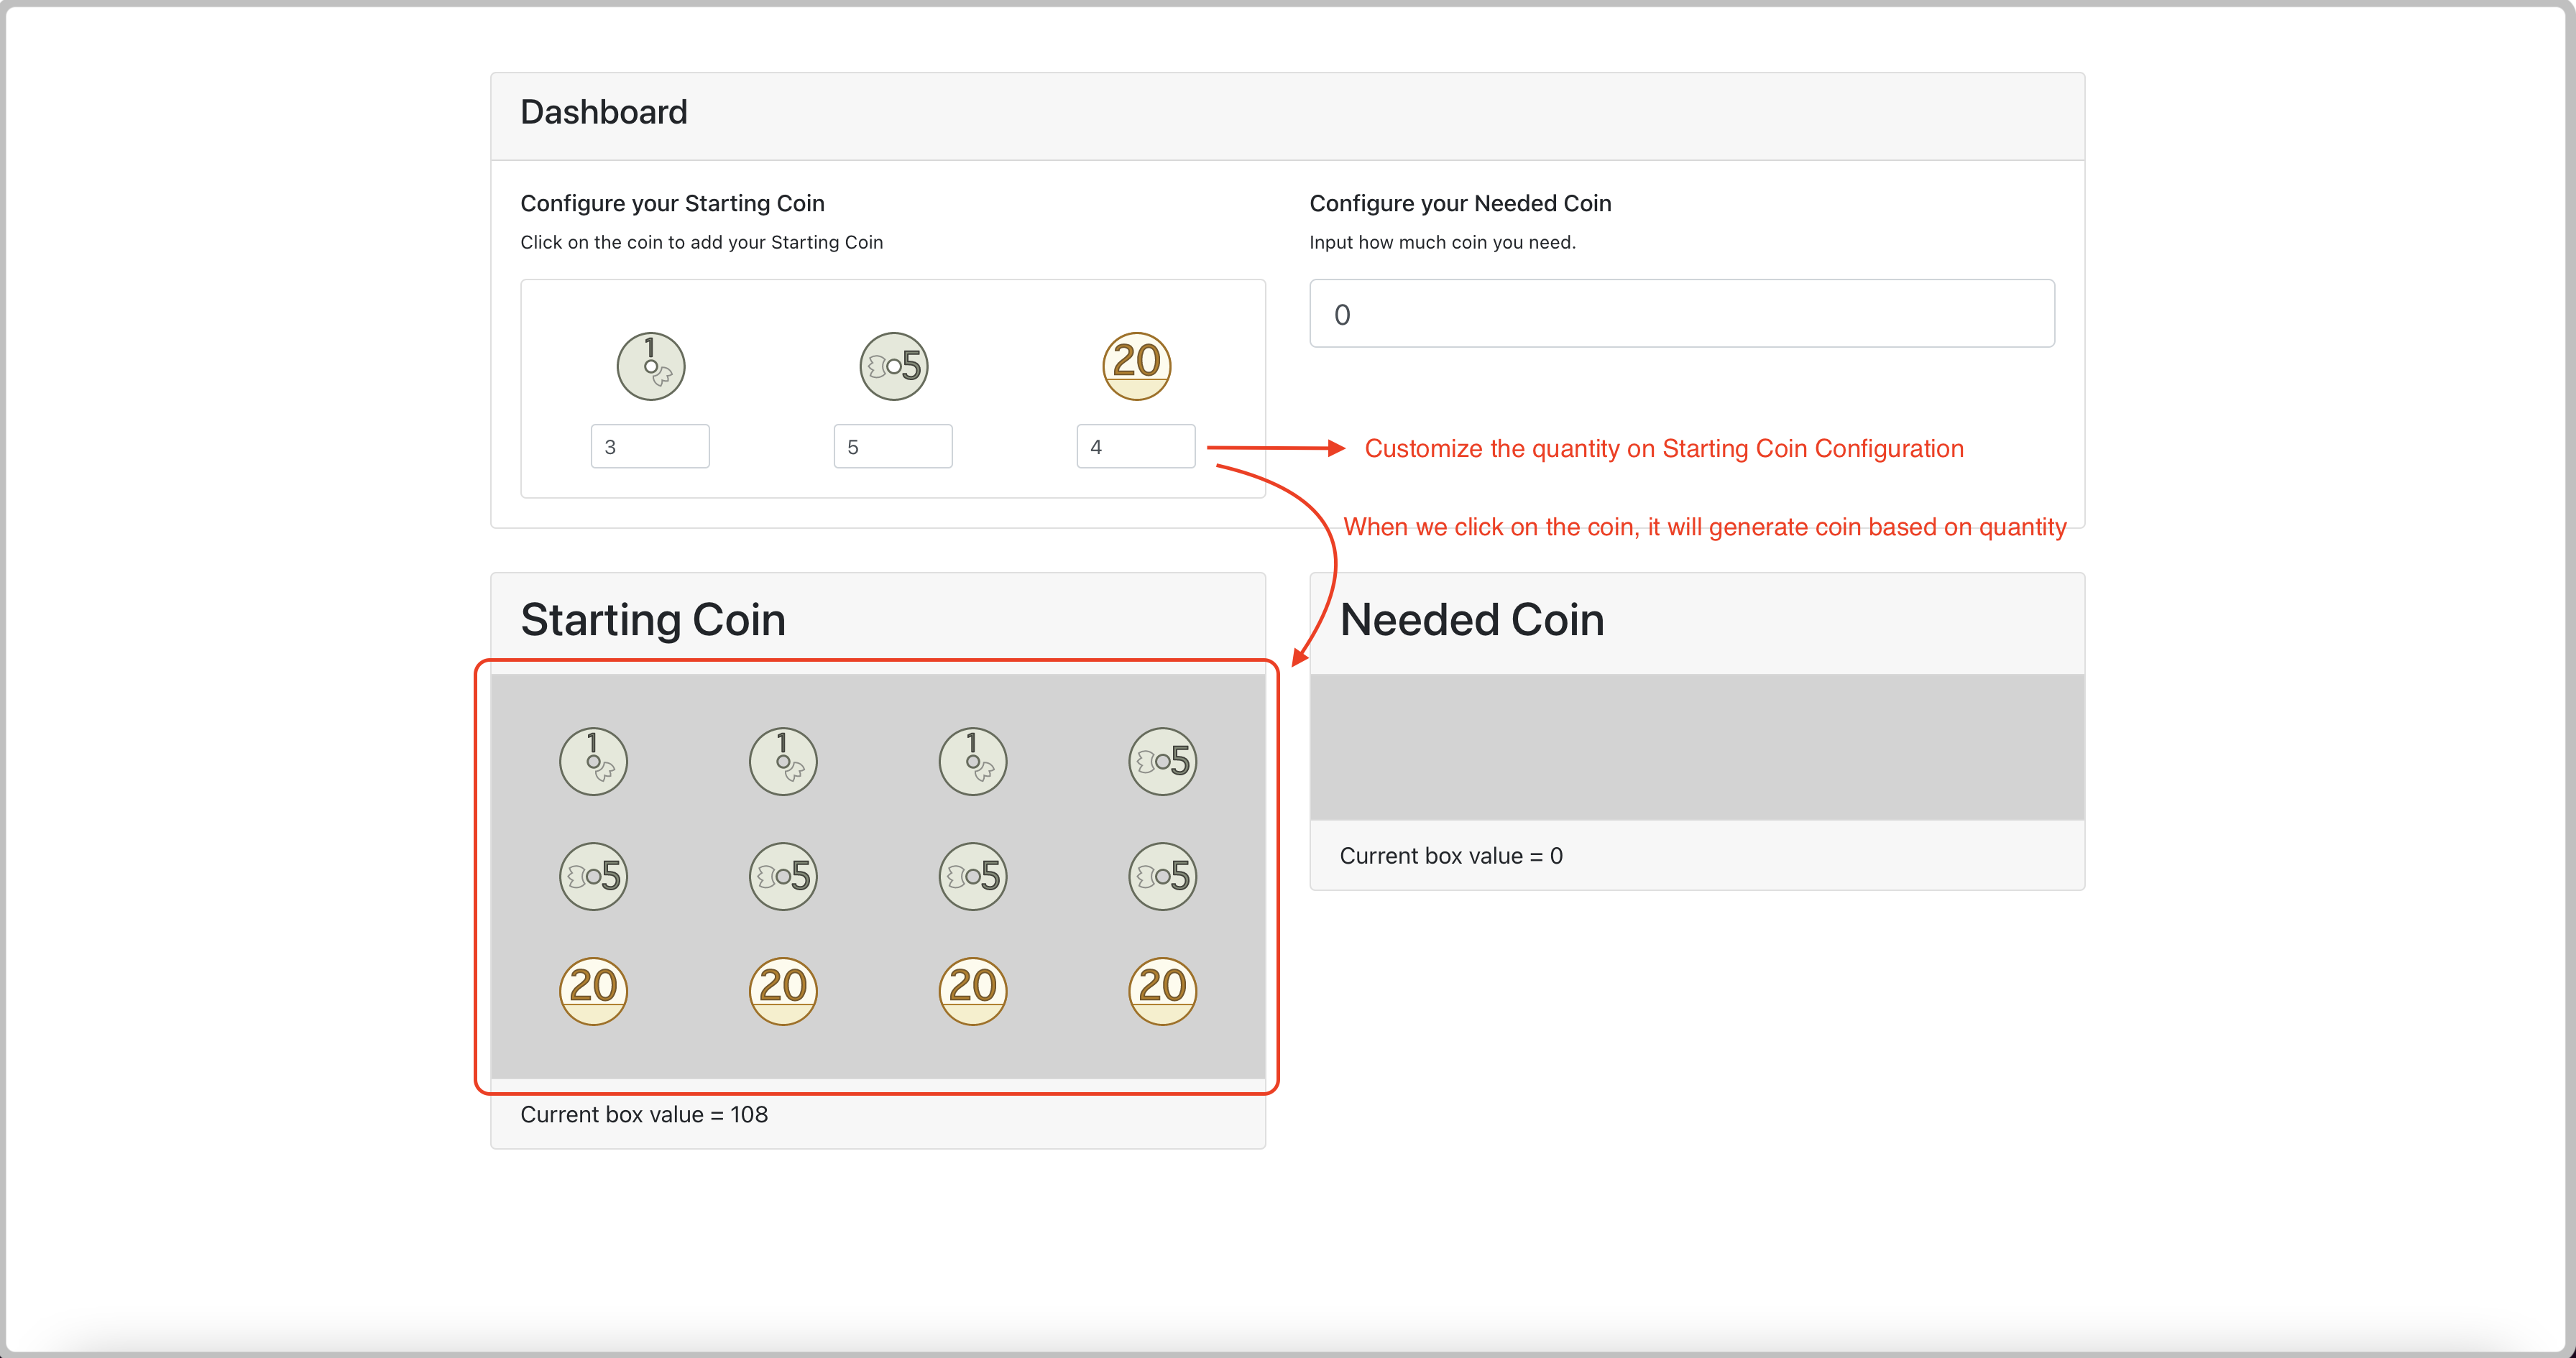 Dashboard
Configure your Starting Coin
Click on the coin to add your Starting Coin
1
5
20
3
5
4
Configure your Needed Coin
Input how much coin you need.
0
Customize the quantity on Starting Coin Configuration
When we click on the coin, it will generate coin based on quantity
Starting Coin
1 1 1 5
5 5 5 5
20 20 20 20
Current box value = 108
Needed Coin
Current box value = 0